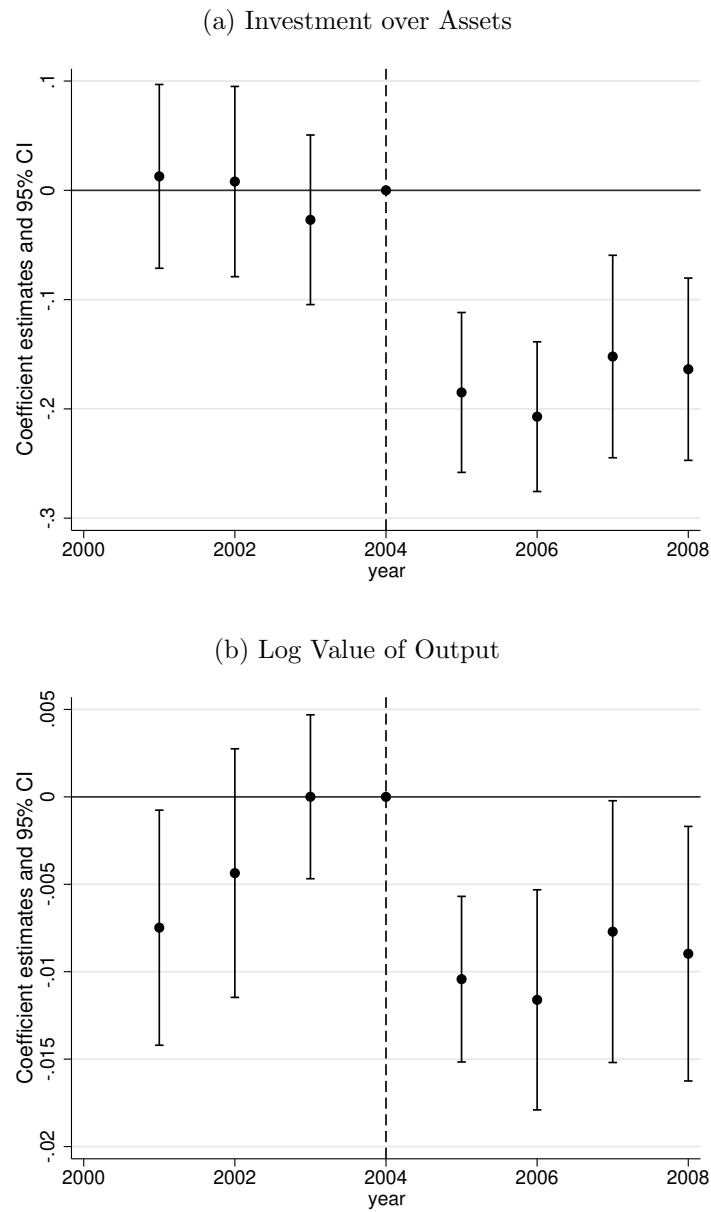 (a) Investment over Assets
Coefficient estimates and 95% CI
.1
0
-.1
-.2
-.3
2000 2002 2004 2006 2008
year
(b) Log Value of Output
Coefficient estimates and 95% CI
.005
0
-.005
-.01
-.015
-.02
2000 2002 2004 2006 2008
year